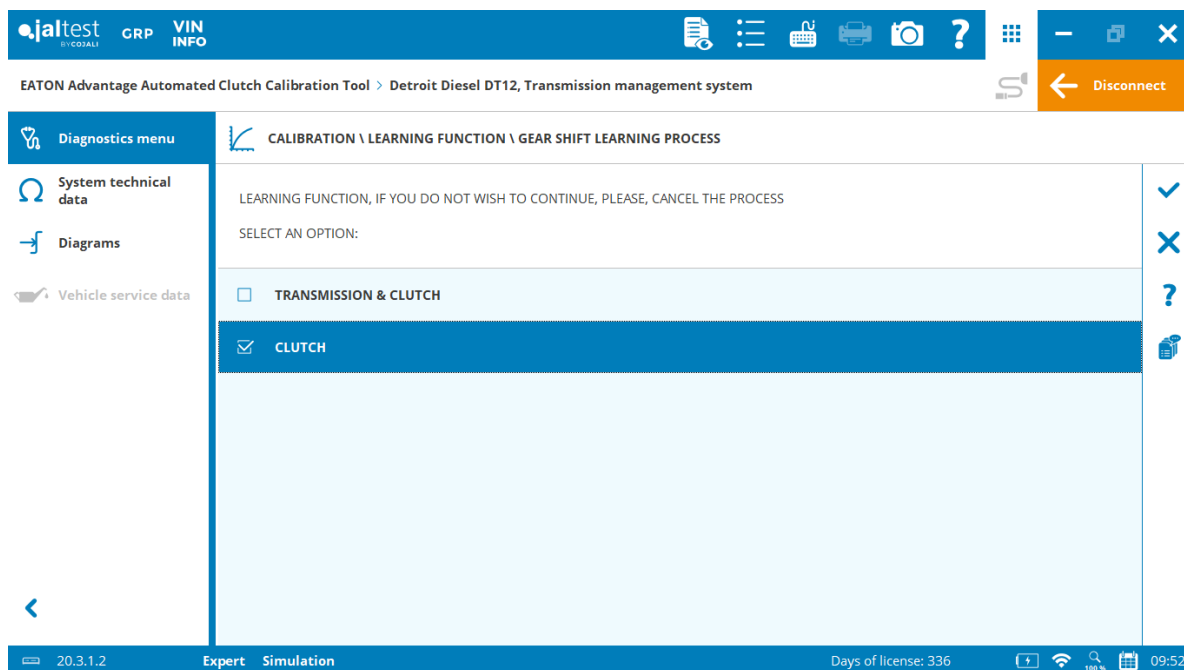 jaltest
BY COJALI
GRP
VIN
INFO
EATON Advantage Automated Clutch Calibration Tool > Detroit Diesel DT12, Transmission management system
Disconnect
Diagnostics menu
CALIBRATION \ LEARNING FUNCTION \ GEAR SHIFT LEARNING PROCESS
System technical
data
Diagrams
Vehicle service data
LEARNING FUNCTION, IF YOU DO NOT WISH TO CONTINUE, PLEASE, CANCEL THE PROCESS
SELECT AN OPTION:
TRANSMISSION & CLUTCH
CLUTCH
20.3.1.2
Expert
Simulation
Days of license: 336
100 %
09:52